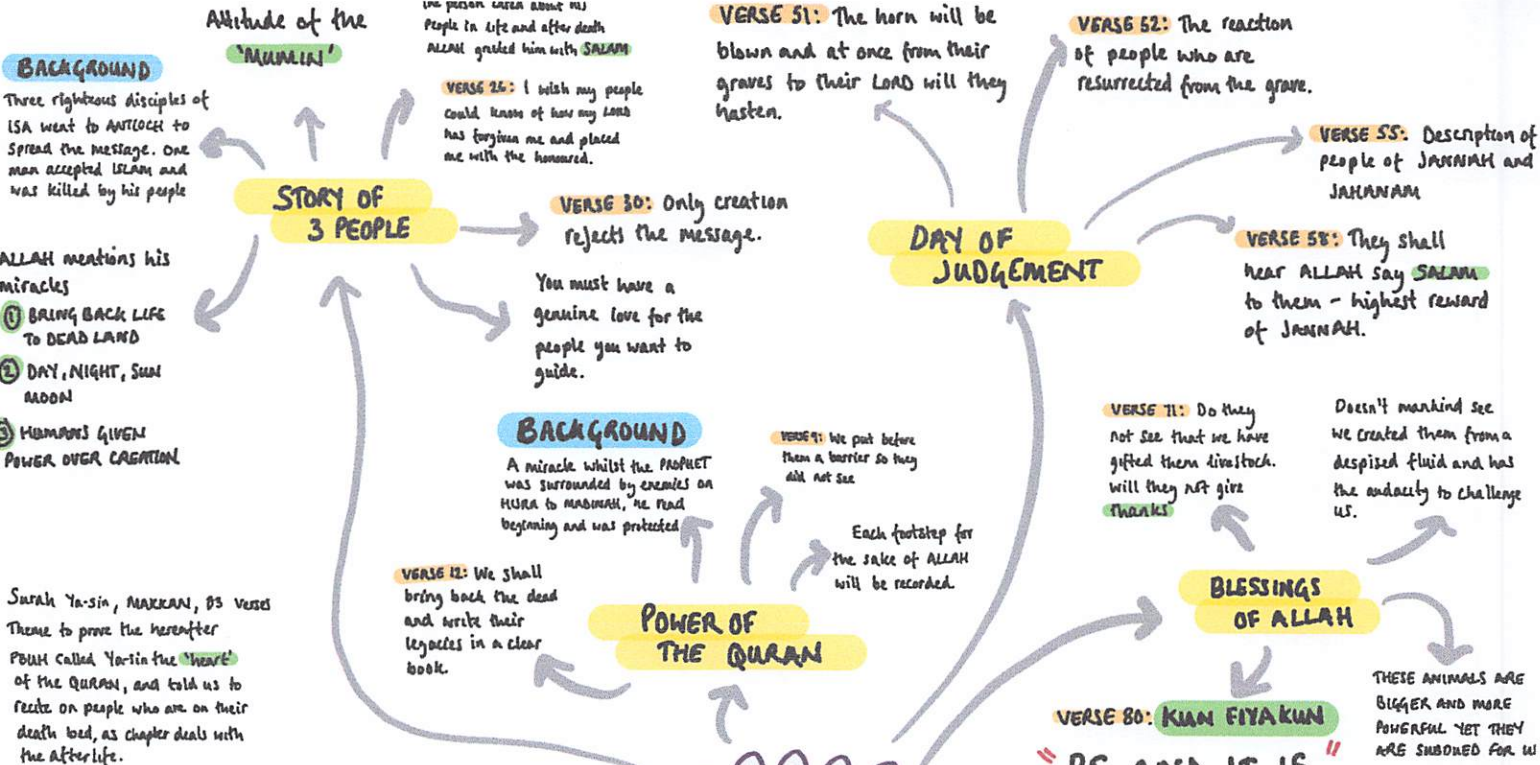 Attitude of the
'MUMIN'
the person cared about his
People in life and after death
ALLAH greeted him with SALAM
VERSE 26: I wish my people
could know of how my LORD
has forgiven me and placed
me with the honoured.
BACKGROUND
Three righteous disciples of
ISA went to ANTIOCH to
spread the message. One
man accepted ISLAM and
was killed by his people
STORY OF
3 PEOPLE
VERSE 30: Only creation
rejects the message.
You must have a
genuine love for the
people you want to
guide.
ALLAH mentions his
miracles
① BRING BACK LIFE
TO DEAD LAND
② DAY, NIGHT, SUN
MOON
③ HUMANS GIVEN
POWER OVER CREATION
VERSE 51: The horn will be
blown and at once from their
graves to their LORD will they
hasten.
VERSE 52: The reaction
of people who are
resurrected from the grave.
VERSE 55: Description of
people of JANNAH and
JAHANAM
VERSE 58: They shall
hear ALLAH say SALAM
to them - highest reward
of JANNAH.
DAY OF
JUDGEMENT
BACKGROUND
A miracle whilst the PROPHET
was surrounded by enemies on
HIJRA to MADINAH, he read
beginning and was protected
VERSE 9: We put before
them a barrier so they
did not see
Each footstep for
the sake of ALLAH
will be recorded.
VERSE 12: We shall
bring back the dead
and write their
legacies in a clear
book.
POWER OF
THE QURAN
VERSE 71: Do they
not see that we have
gifted them livestock.
will they not give
thanks
Doesn't mankind see
we created them from a
despised fluid and has
the audacity to challenge
us.
BLESSINGS
OF ALLAH
THESE ANIMALS ARE
BIGGER AND MORE
POWERFUL YET THEY
ARE SUBDUED FOR U
VERSE 80: KUN FIYAKUN
"BE AND IT IS"
Surah Ya-sin, MAKKAN, 83 verses
Theme to prove the hereafter
PBUH called Ya-sin the 'heart'
of the QURAN, and told us to
recite on people who are on their
death bed, as chapter deals with
the afterlife.